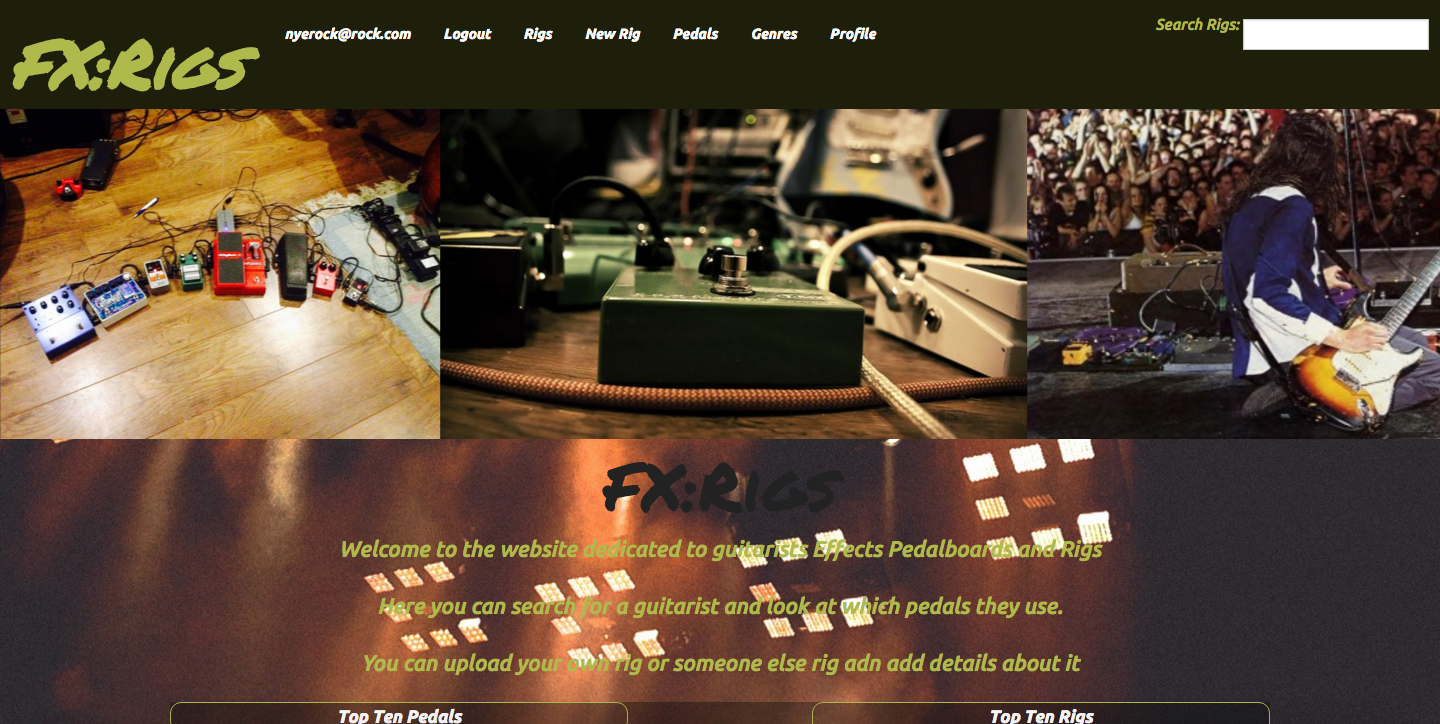 FX:Rigs
nyerock@rock.com Logout Rigs New Rig Pedals Genres Profile
Search Rigs:
FX:Rigs
Welcome to the website dedicated to guitarists Effects Pedalboards and Rigs
Here you can search for a guitarist and look at which pedals they use.
You can upload your own rig or someone else rig adn add details about it
Top Ten Pedals
Top Ten Rigs